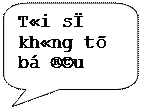 T«i sÏ
kh«ng tõ
bá ®©u